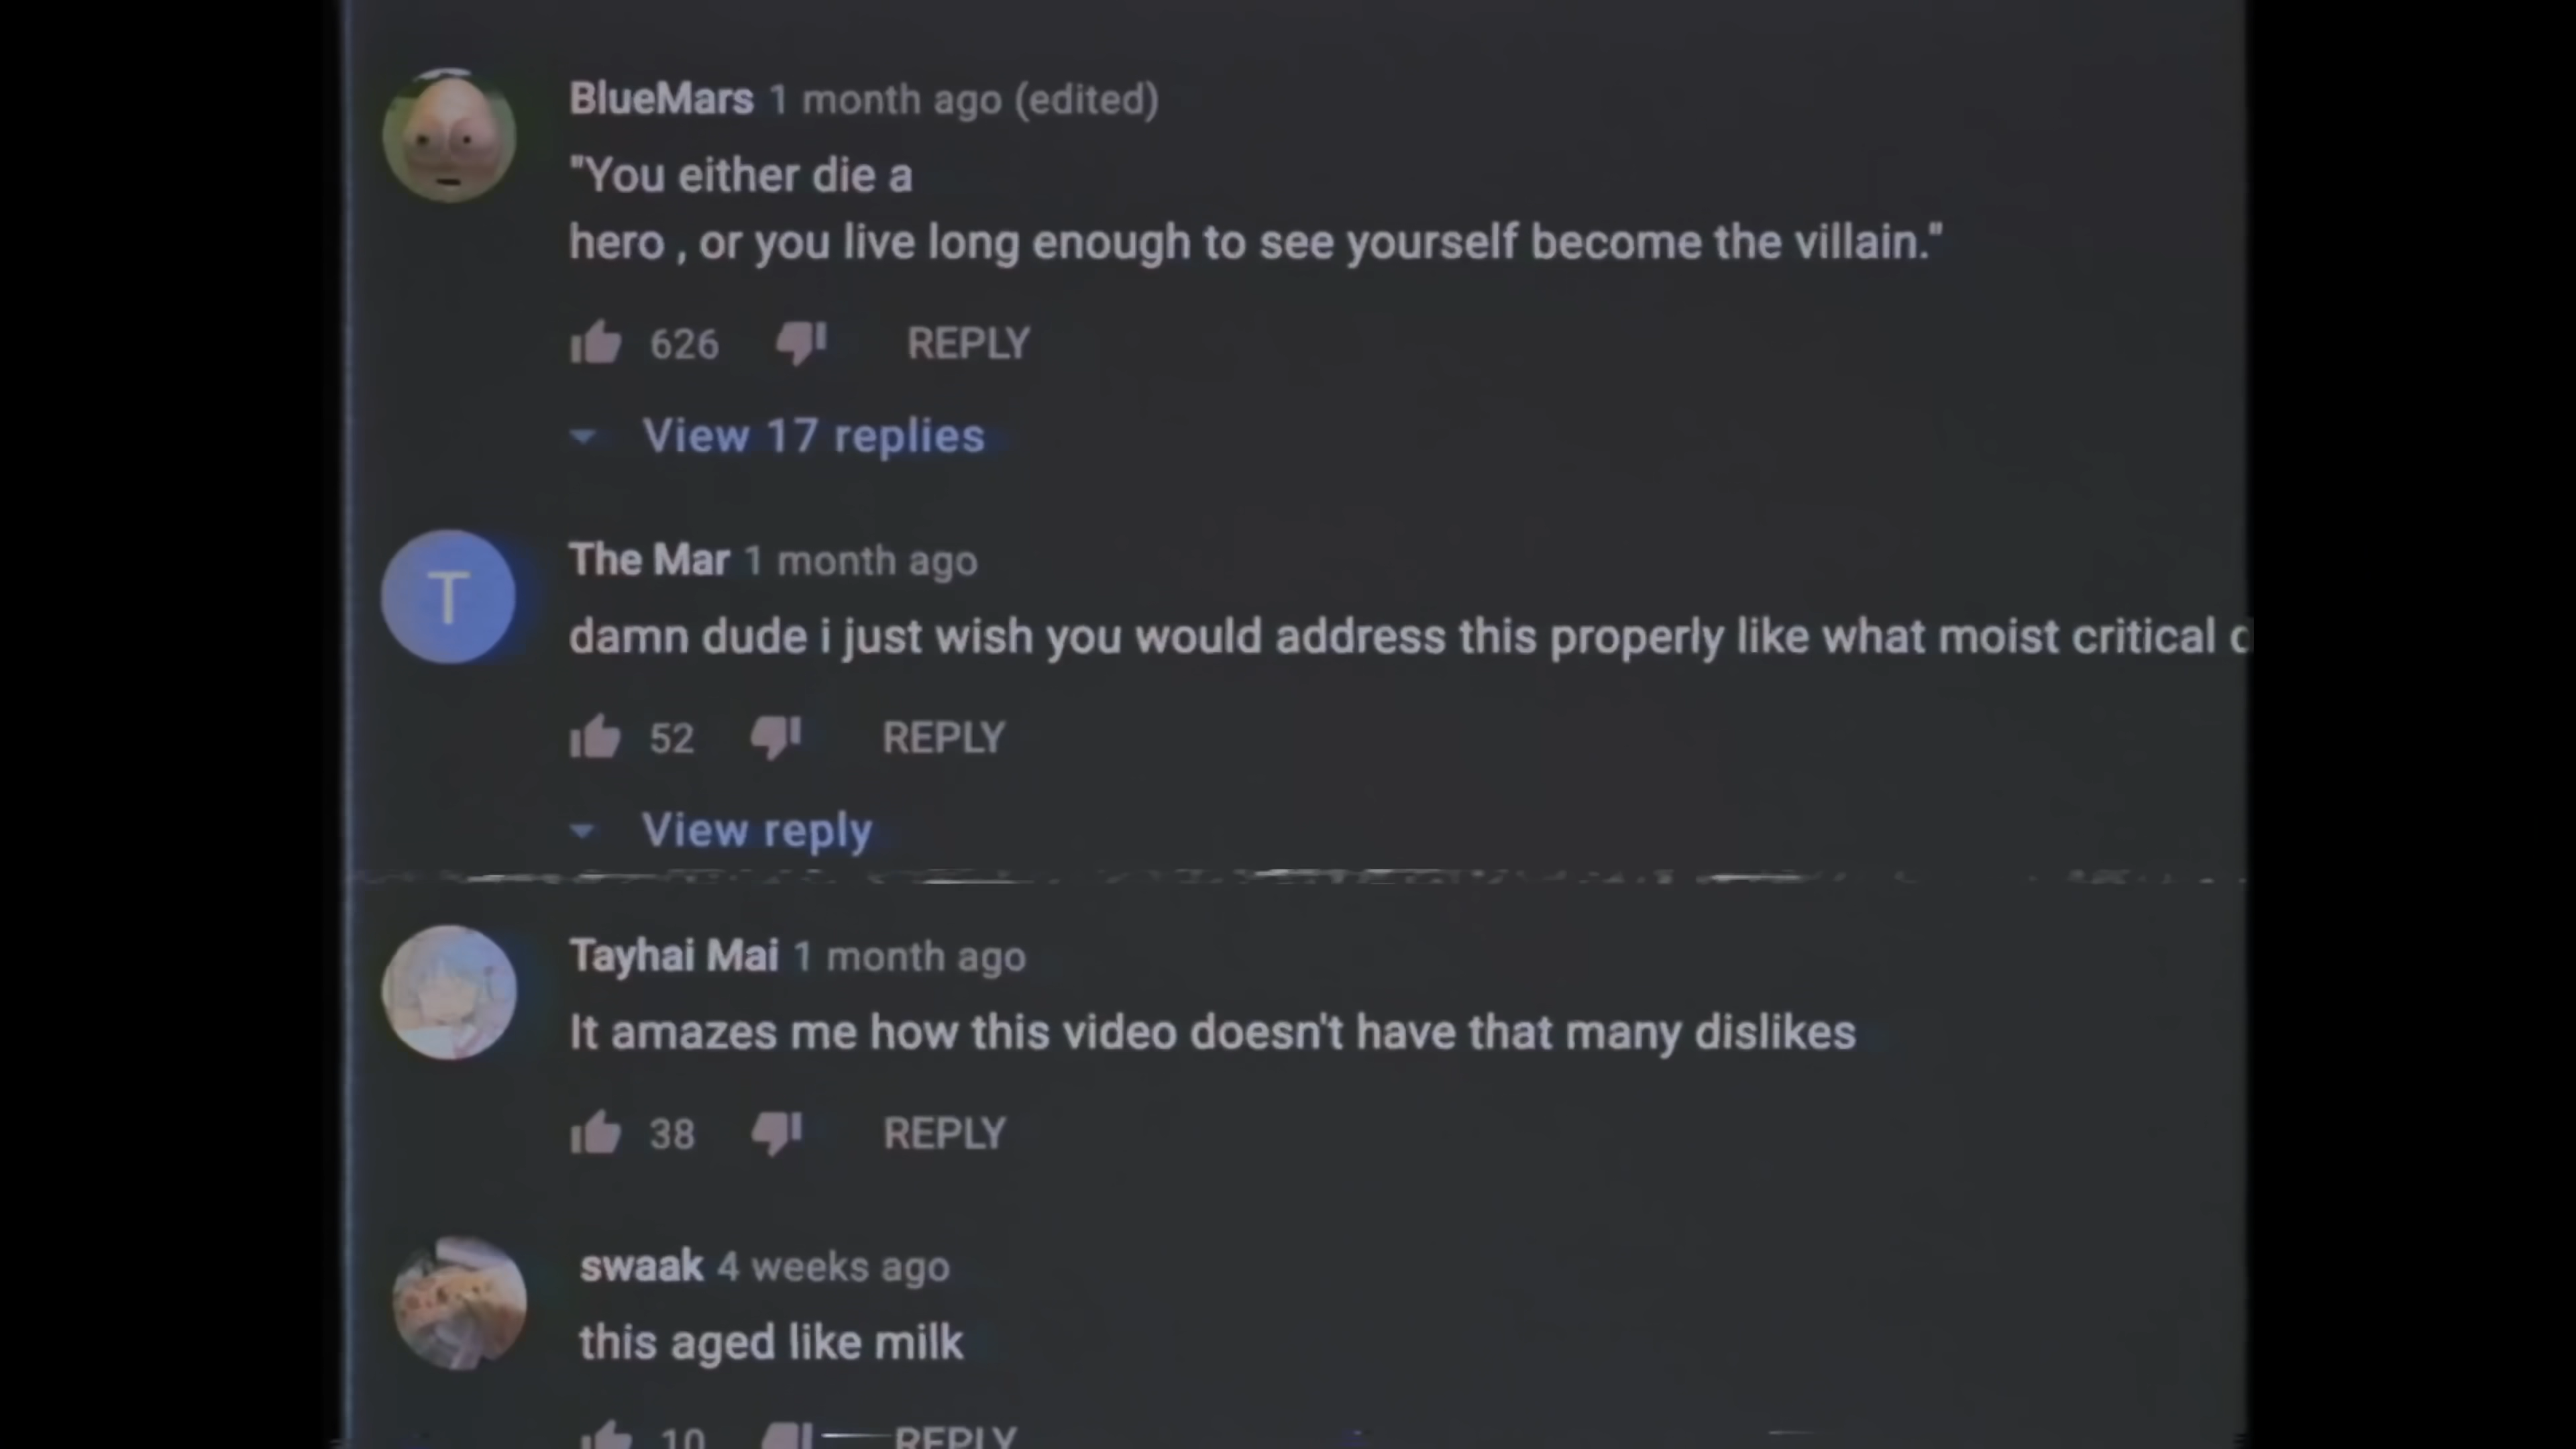 BlueMars 1 month ago (edited)
"You either die a
hero , or you live long enough to see yourself become the villain."
626 REPLY
View 17 replies
T
The Mar 1 month ago
damn dude i just wish you would address this properly like what moist critical
52 REPLY
View reply
Tayhai Mai 1 month ago
It amazes me how this video doesn't have that many dislikes
38 REPLY
swaak 4 weeks ago
this aged like milk
10 REPLY